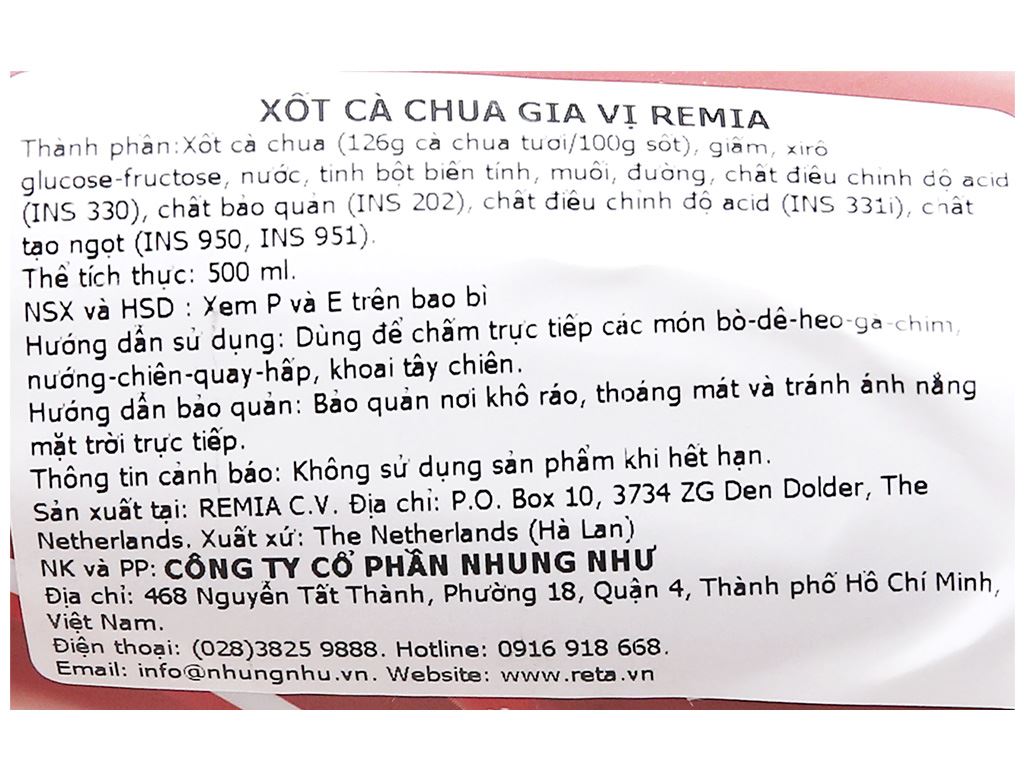 XỐT CÀ CHUA GIA VỊ REMIA
Thành phần:Xốt cà chua (126g cà chua tươi/100g sốt), giấm, xirô
glucose-fructose, nước, tinh bột biến tính, muối, đường, chất điều chỉnh độ acid
(INS 330), chất bảo quản (INS 202), chất điều chỉnh độ acid (INS 331i), chất
tạo ngọt (INS 950, INS 951).
Thể tích thực: 500 ml.
NSX và HSD : Xem P và E trên bao bì
Hướng dẫn sử dụng: Dùng để chấm trực tiếp các món bò-dê-heo-gà-chim,
nướng-chiên-quay-hấp, khoai tây chiên.
Hướng dẫn bảo quản: Bảo quản nơi khô ráo, thoáng mát và tránh ánh nắng
mặt trời trực tiếp.
Thông tin cảnh báo: Không sử dụng sản phẩm khi hết hạn.
Sản xuất tại: REMIA C.V. Địa chỉ: P.O. Box 10, 3734 ZG Den Dolder, The
Netherlands. Xuất xứ: The Netherlands (Hà Lan)
NK và PP: CÔNG TY CỔ PHẦN NHUNG NHƯ
Địa chỉ: 468 Nguyễn Tất Thành, Phường 18, Quận 4, Thành phố Hồ Chí Minh,
Việt Nam.
Điện thoại: (028)3825 9888. Hotline: 0916 918 668.
Email: info@nhungnhu.vn. Website: www.reta.vn